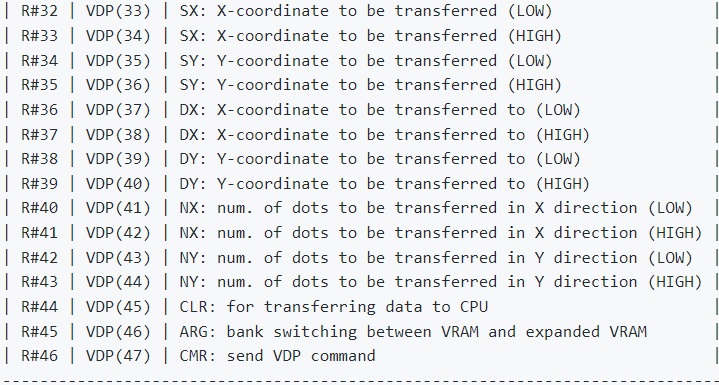 | R#32 | VDP(33) | SX: X-coordinate to be transferred (LOW) |
| R#33 | VDP(34) | SX: X-coordinate to be transferred (HIGH) |
| R#34 | VDP(35) | SY: Y-coordinate to be transferred (LOW) |
| R#35 | VDP(36) | SY: Y-coordinate to be transferred (HIGH) |
| R#36 | VDP(37) | DX: X-coordinate to be transferred to (LOW) |
| R#37 | VDP(38) | DX: X-coordinate to be transferred to (HIGH) |
| R#38 | VDP(39) | DY: Y-coordinate to be transferred to (LOW) |
| R#39 | VDP(40) | DY: Y-coordinate to be transferred to (HIGH) |
| R#40 | VDP(41) | NX: num. of dots to be transferred in X direction (LOW) |
| R#41 | VDP(42) | NX: num. of dots to be transferred in X direction (HIGH) |
| R#42 | VDP(43) | NY: num. of dots to be transferred in Y direction (LOW) |
| R#43 | VDP(44) | NY: num. of dots to be transferred in Y direction (HIGH) |
| R#44 | VDP(45) | CLR: for transferring data to CPU |
| R#45 | VDP(46) | ARG: bank switching between VRAM and expanded VRAM |
| R#46 | VDP(47) | CMR: send VDP command |
------------------------------------------------------------------------------